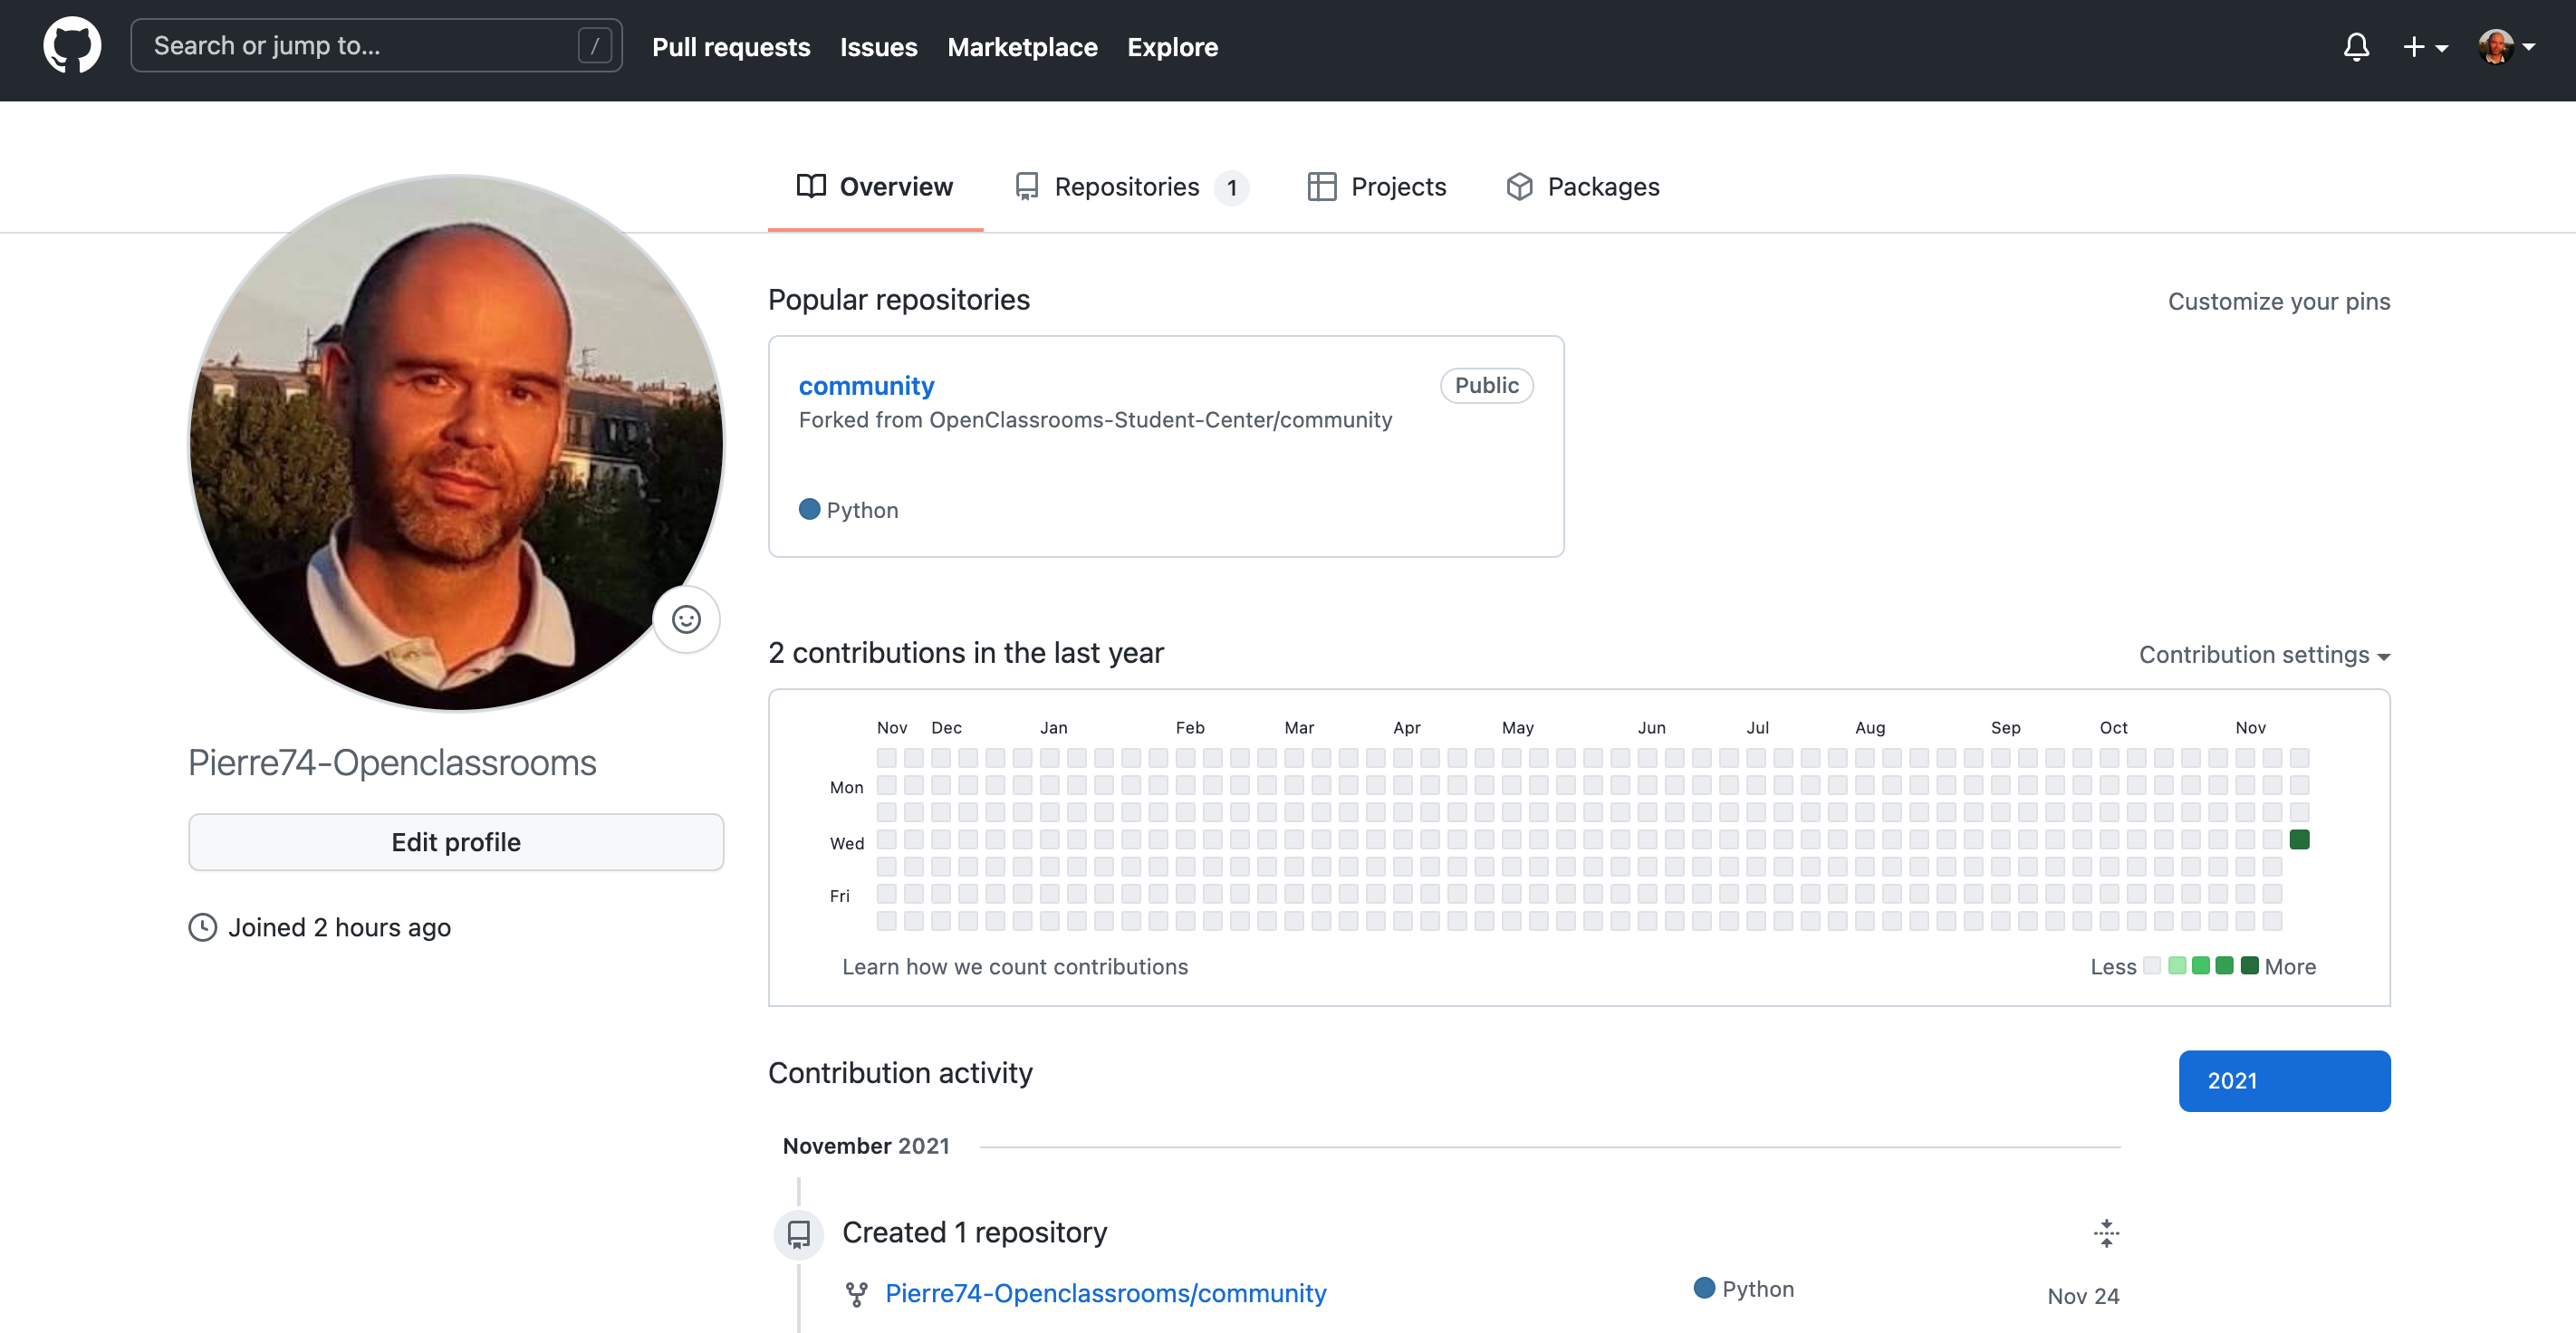 Search or jump to... /
Pull requests
Issues
Marketplace
Explore
Overview
Repositories 1
Projects
Packages
Popular repositories
Customize your pins
community
Public
Forked from OpenClassrooms-Student-Center/community
Python
2 contributions in the last year
Contribution settings
Nov Dec Jan Feb Mar Apr May Jun Jul Aug Sep Oct Nov
Mon
Wed
Fri
Learn how we count contributions
Less More
Pierre74-Openclassrooms
Edit profile
Joined 2 hours ago
Contribution activity
2021
November 2021
Created 1 repository
Pierre74-Openclassrooms/community
Python
Nov 24